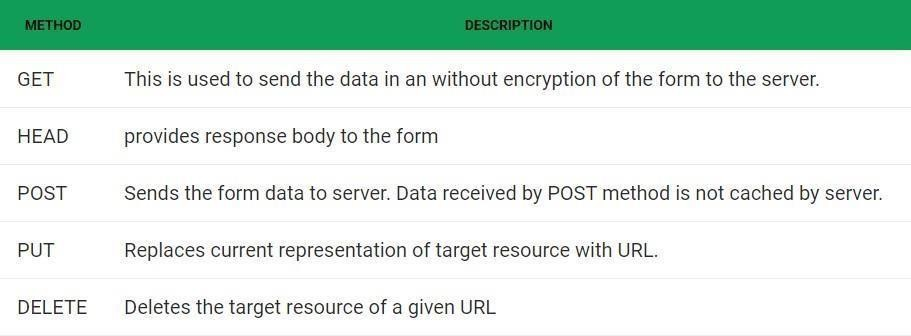 METHOD DESCRIPTION
GET This is used to send the data in an without encryption of the form to the server.
HEAD provides response body to the form
POST Sends the form data to server. Data received by POST method is not cached by server.
PUT Replaces current representation of target resource with URL.
DELETE Deletes the target resource of a given URL